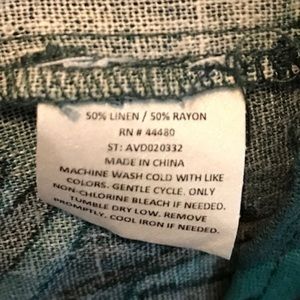 50% LINEN / 50% RAYON
RN # 44480
ST: AVD020332
MADE IN CHINA
MACHINE WASH COLD WITH LIKE
COLORS. GENTLE CYCLE. ONLY
NON-CHLORINE BLEACH IF NEEDED.
TUMBLE DRY LOW. REMOVE
PROMPTLY. COOL IRON IF NEEDED.